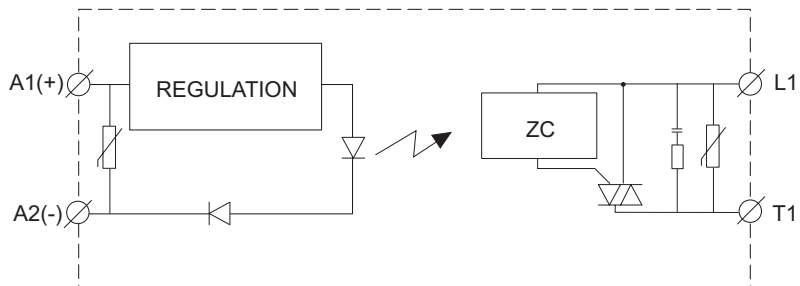 A1(+)
REGULATION
L1
ZC
A2(-)
T1